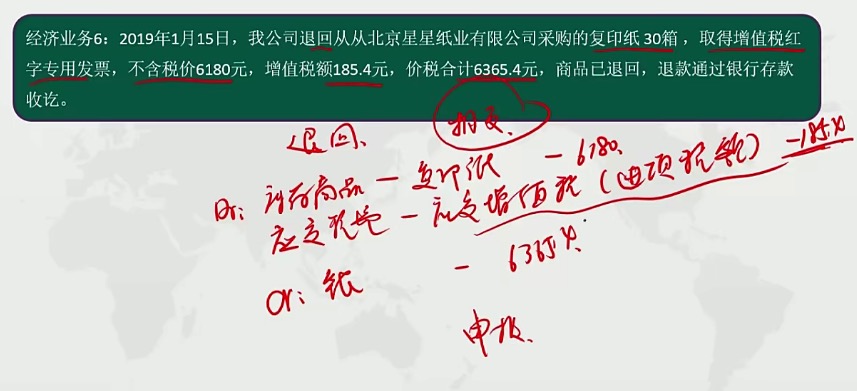 经济业务6：2019年1月15日，我公司退回从从北京星星纸业有限公司采购的复印纸 30箱 ，取得增值税红
字专用发票，不含税价6180元，增值税额185.4元，价税合计6365.4元，商品已退回，退款通过银行存款
收讫。
退回、
Dr: 库存商品 — 复印纸 -6180
应交税费 — 应交增值税 (进项税额) -185.4
Cr: 银 -6365.4
申报、